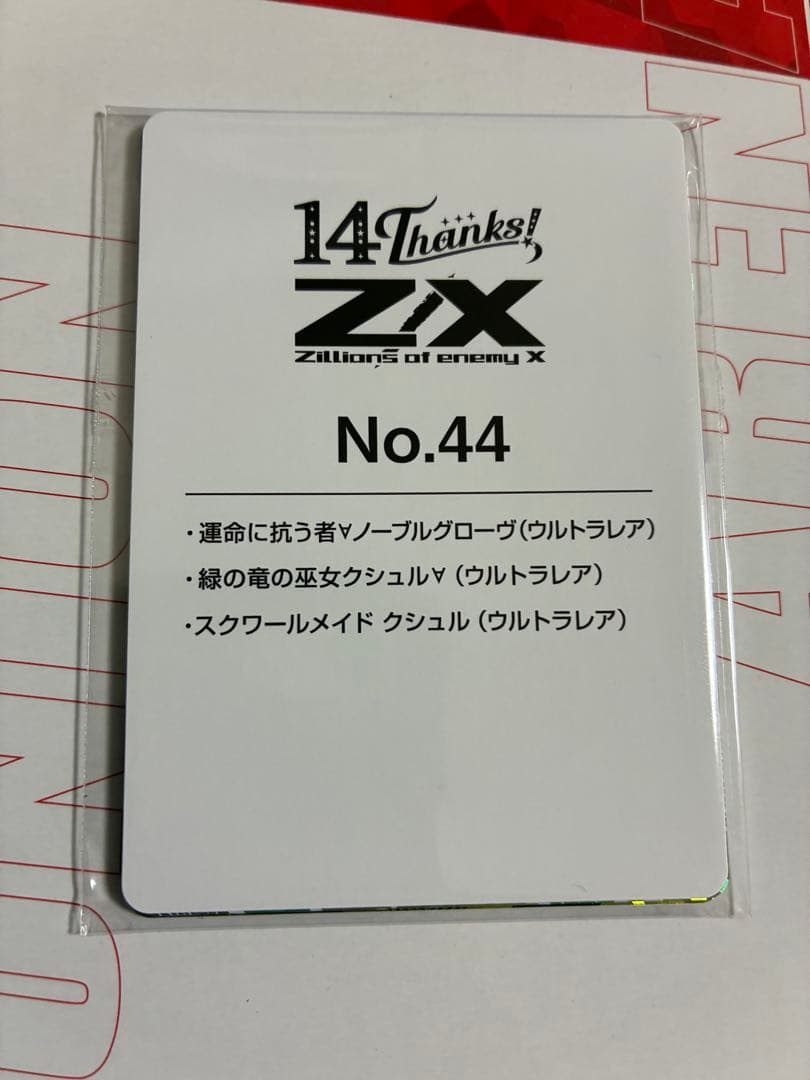 14 Thanks!
Z/X
Zillions of enemy X
No.44
・運命に抗う者∀ノーブルグローヴ(ウルトラレア)
・緑の竜の巫女クシュル∀ (ウルトラレア)
・スクワールメイド クシュル (ウルトラレア)
UNION
ARENA